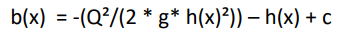 b(x) = -(Q²/(2 * g* h(x)²)) – h(x) + c